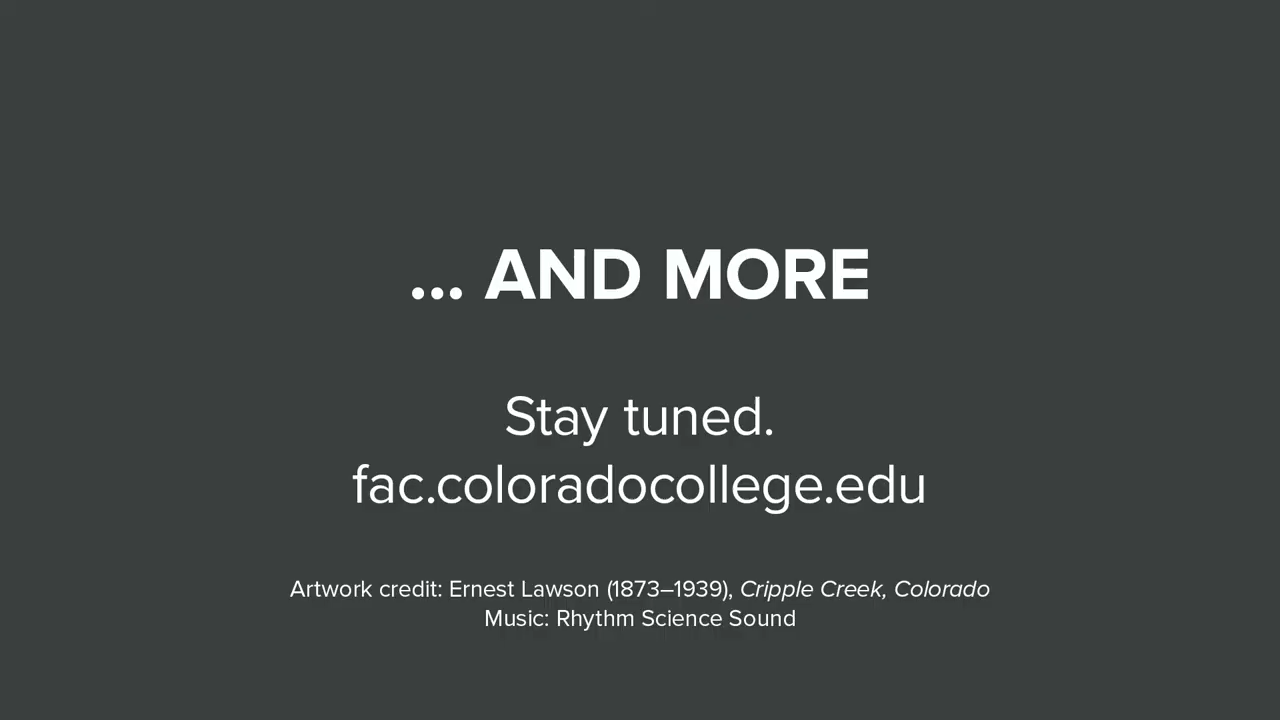 ... AND MORE
Stay tuned.
fac.coloradocollege.edu
Artwork credit: Ernest Lawson (1873–1939), Cripple Creek, Colorado
Music: Rhythm Science Sound